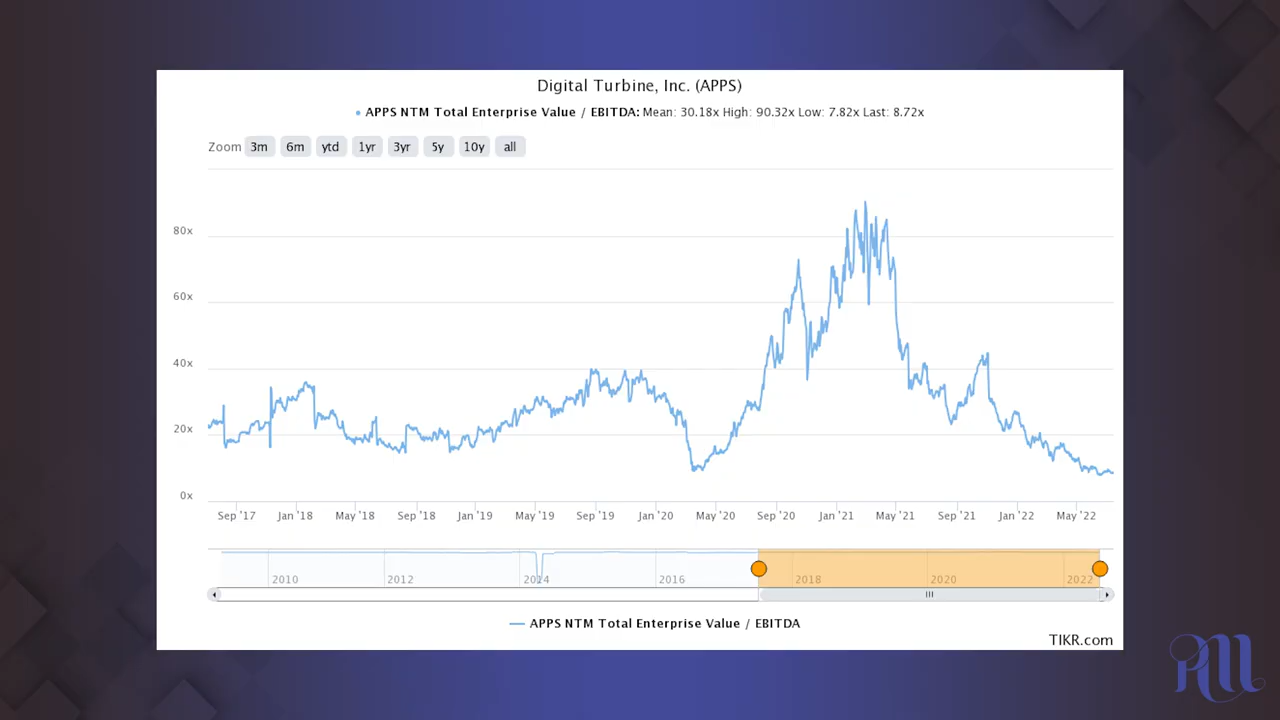 Digital Turbine, Inc. (APPS)
APPS NTM Total Enterprise Value / EBITDA: Mean: 30.18x High: 90.32x Low: 7.82x Last: 8.72x
Zoom 3m 6m ytd 1yr 3yr 5y 10y all
80x
60x
40x
20x
0x
Sep '17 Jan '18 May '18 Sep '18 Jan '19 May '19 Sep '19 Jan '20 May '20 Sep '20 Jan '21 May '21 Sep '21 Jan '22 May '22
2010 2012 2014 2016 2018 2020 2022
APPS NTM Total Enterprise Value / EBITDA
TIKR.com